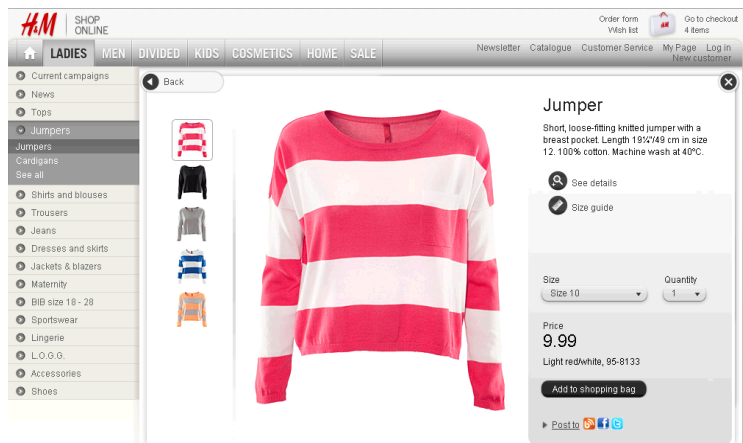 H&M
SHOP
ONLINE
Order form
Wish list
Go to checkout
4 items
LADIES
MEN
DIVIDED
KIDS
COSMETICS
HOME
SALE
Newsletter
Catalogue
Customer Service
My Page
Log in
New customer
Current campaigns
News
Tops
Jumpers
Jumpers
Cardigans
See all
Shirts and blouses
Trousers
Jeans
Dresses and skirts
Jackets & blazers
Maternity
BIB size 18 - 28
Sportswear
Lingerie
L.O.G.G.
Accessories
Shoes
Back
Jumper
Short, loose-fitting knitted jumper with a
breast pocket. Length 19¼"/49 cm in size
12. 100% cotton. Machine wash at 40ºC.
See details
Size guide
Size
Quantity
Size 10
1
Price
9.99
Light red/white, 95-8133
Add to shopping bag
Post to